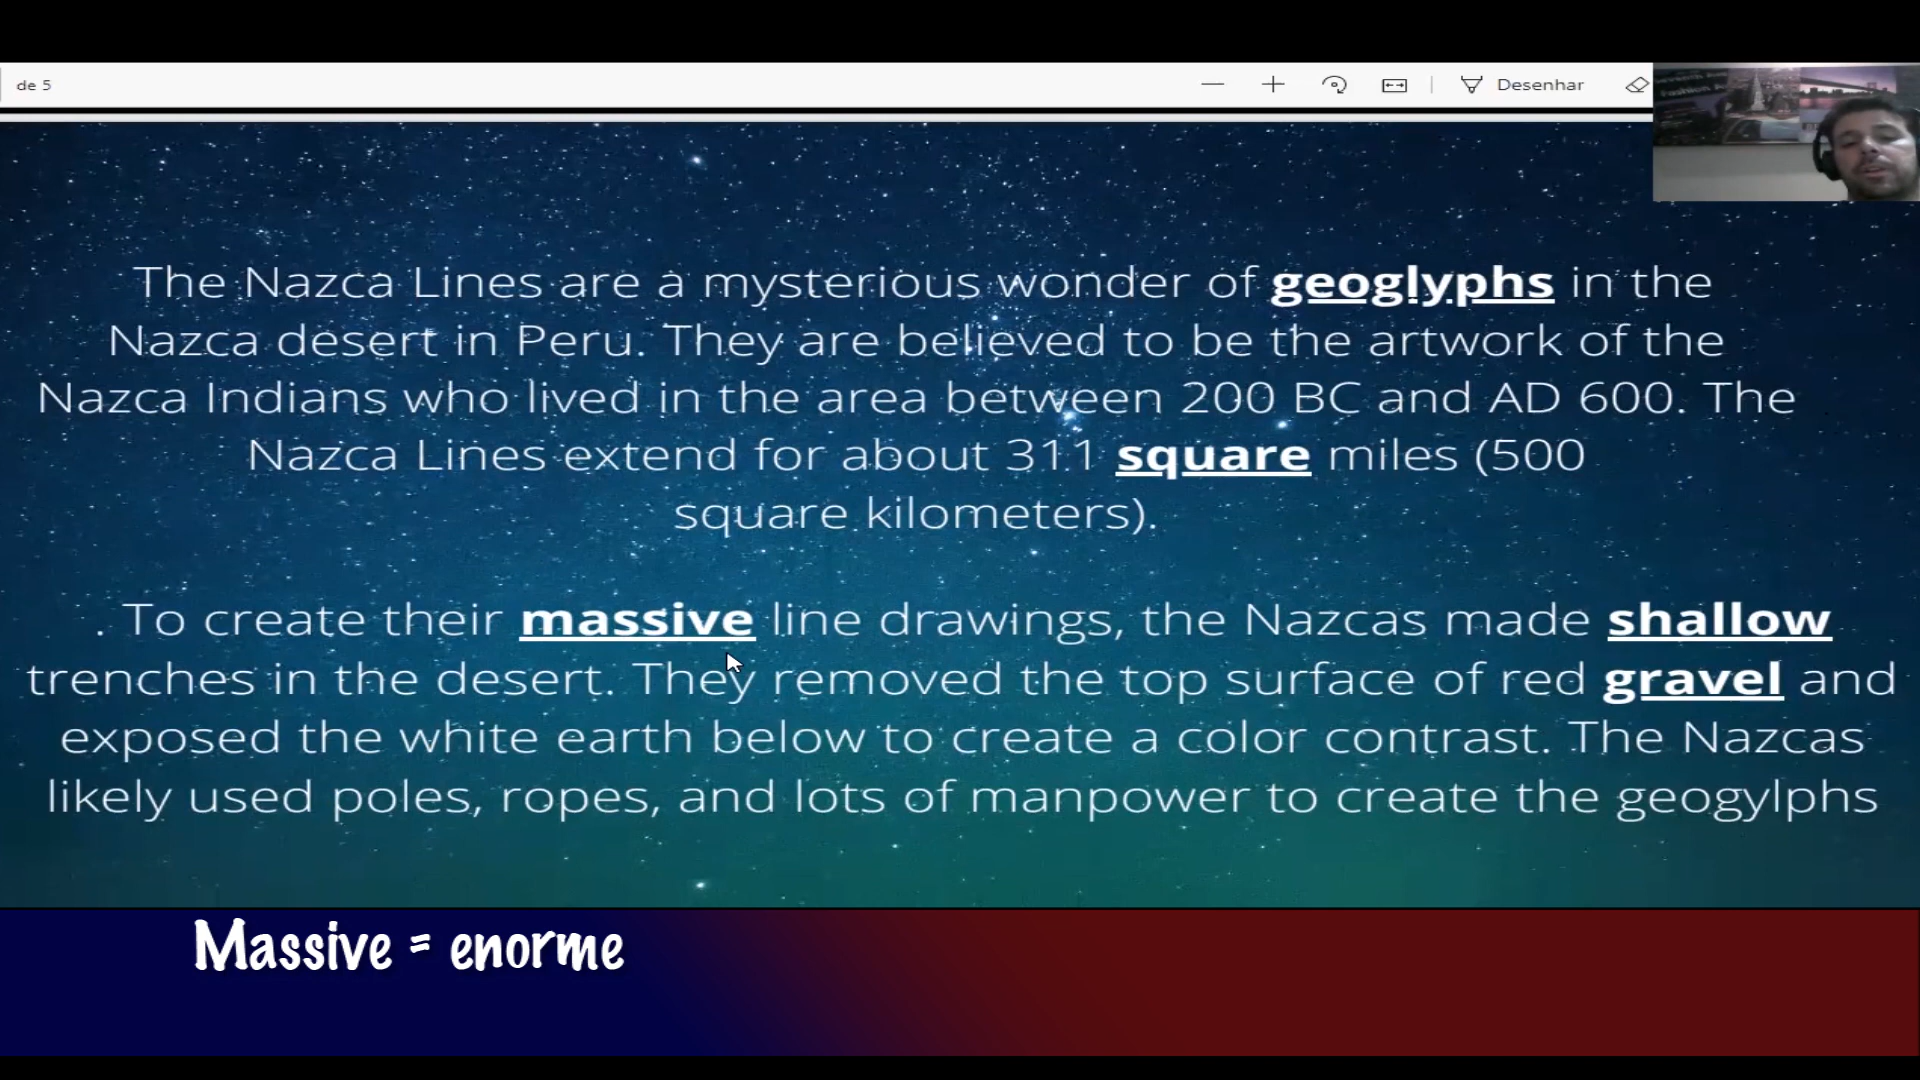 de 5
Desenhar
The Nazca Lines are a mysterious wonder of geoglyphs in the
Nazca desert in Peru. They are believed to be the artwork of the
Nazca Indians who lived in the area between 200 BC and AD 600. The
Nazca Lines extend for about 311 square miles (500
square kilometers).
. To create their massive line drawings, the Nazcas made shallow
trenches in the desert. They removed the top surface of red gravel and
exposed the white earth below to create a color contrast. The Nazcas
likely used poles, ropes, and lots of manpower to create the geogylphs
Massive = enorme